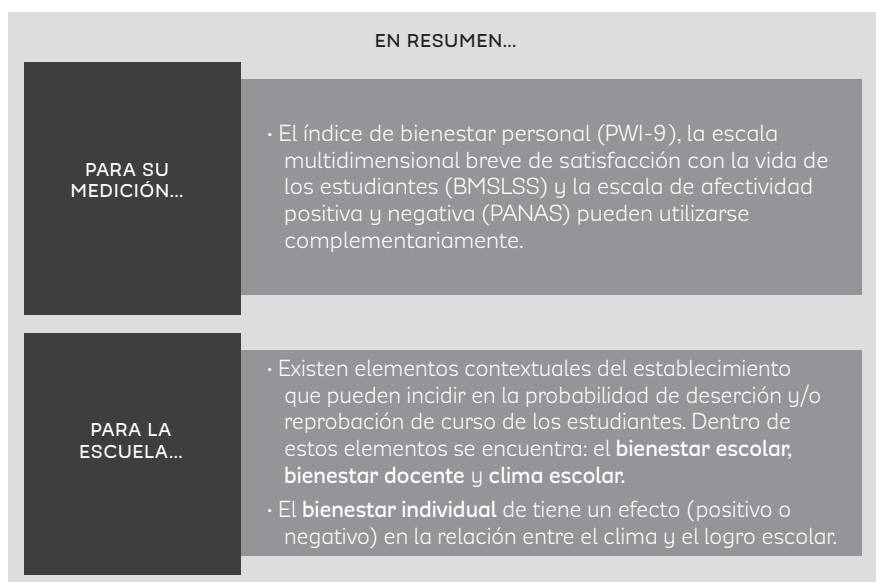 EN RESUMEN...
PARA SU
MEDICIÓN...
• El índice de bienestar personal (PWI-9), la escala
multidimensional breve de satisfacción con la vida de
los estudiantes (BMSLSS) y la escala de afectividad
positiva y negativa (PANAS) pueden utilizarse
complementariamente.
PARA LA
ESCUELA...
• Existen elementos contextuales del establecimiento
que pueden incidir en la probabilidad de deserción y/o
reprobación de curso de los estudiantes. Dentro de
estos elementos se encuentra: el bienestar escolar,
bienestar docente y clima escolar.
• El bienestar individual de tiene un efecto (positivo o
negativo) en la relación entre el clima y el logro escolar.